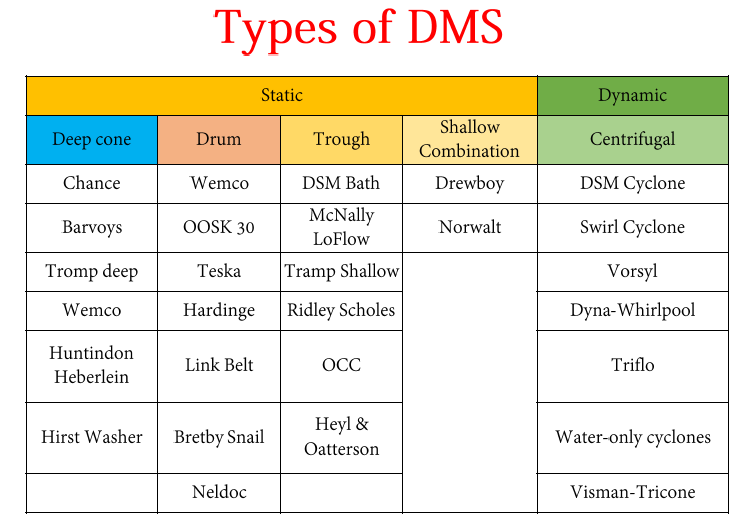 Types of DMS
Static Dynamic
Deep cone Drum Trough Shallow Combination Centrifugal
Chance Wemco DSM Bath Drewboy DSM Cyclone
Barvoys OOSK 30 McNally LoFlow Norwalt Swirl Cyclone
Tromp deep Teska Tramp Shallow Vorsyl
Wemco Hardinge Ridley Scholes Dyna-Whirlpool
Huntindon Heberlein Link Belt OCC Triflo
Hirst Washer Bretby Snail Heyl & Oatterson Water-only cyclones
Neldoc Visman-Tricone